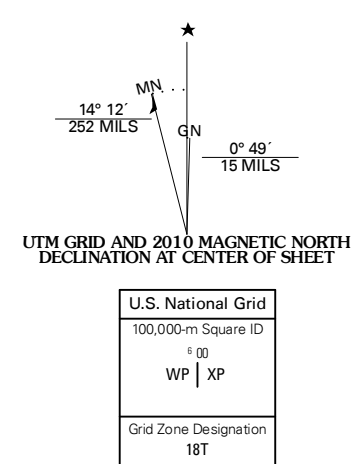 ★
MN
14° 12´
252 MILS
GN
0° 49´
15 MILS
UTM GRID AND 2010 MAGNETIC NORTH
DECLINATION AT CENTER OF SHEET
U.S. National Grid
100,000-m Square ID
6 00
WP | XP
Grid Zone Designation
18T